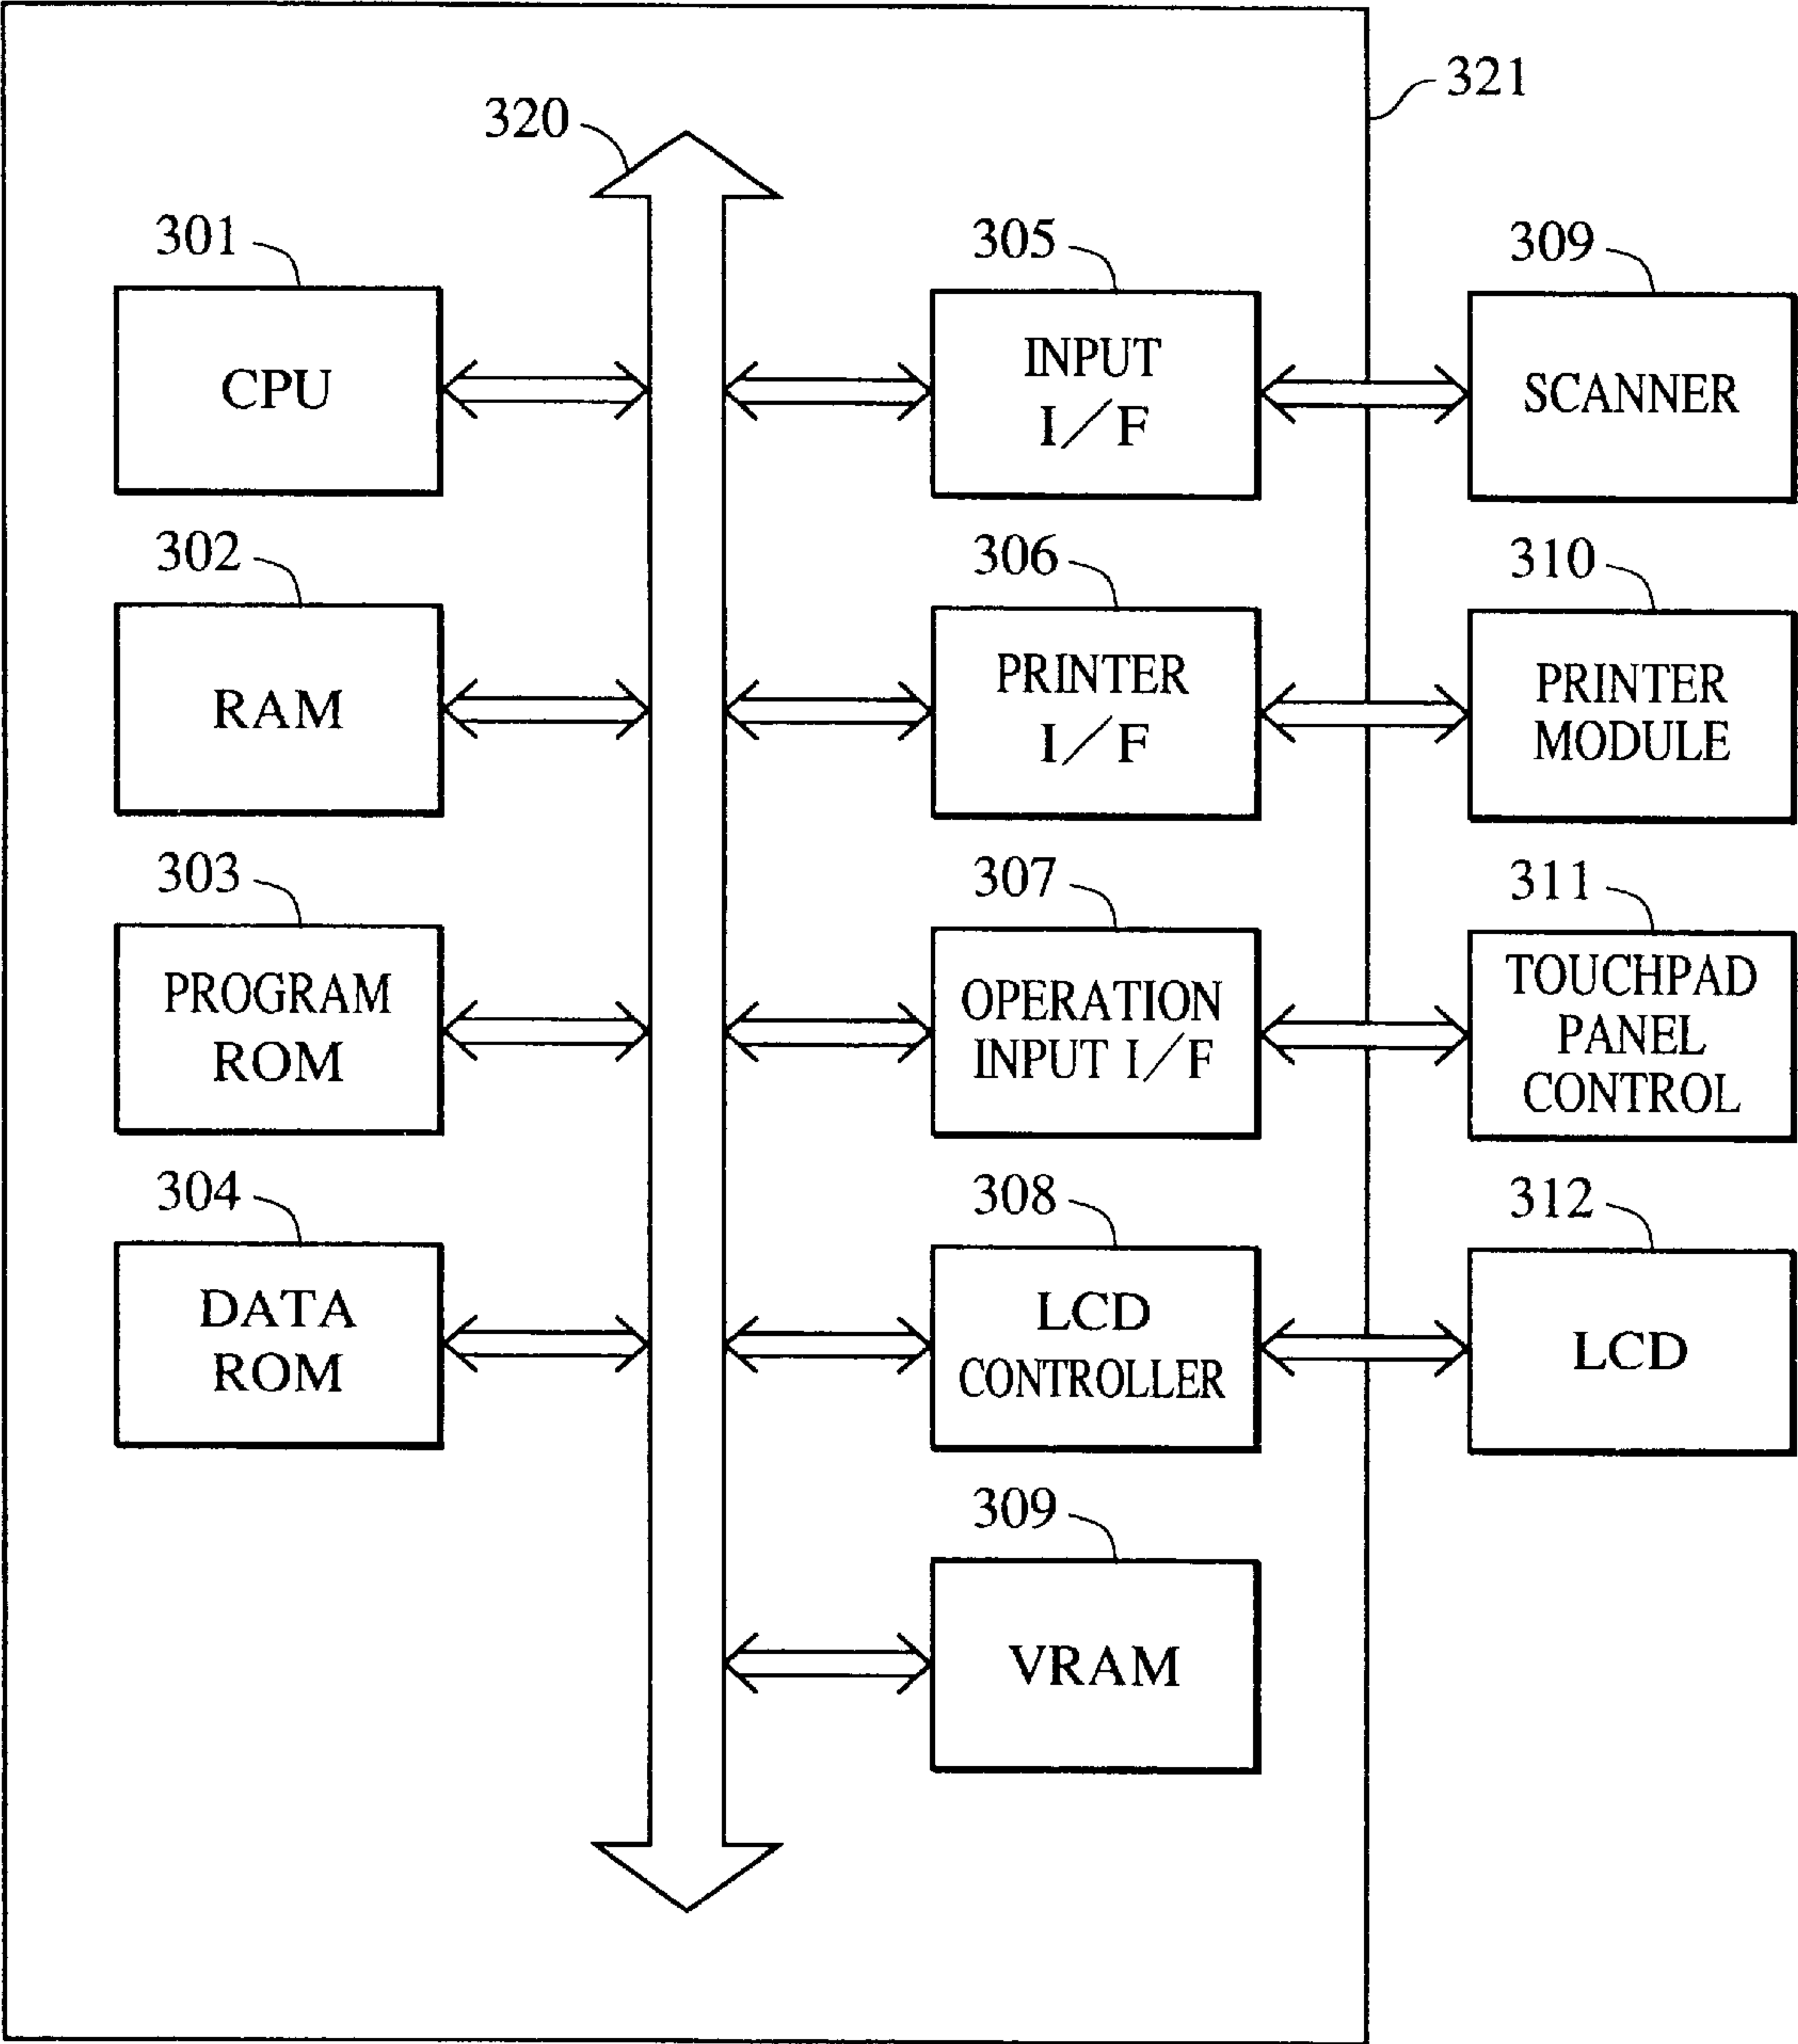 321
320
301
CPU
305
INPUT
I/F
309
SCANNER
302
RAM
306
PRINTER
I/F
310
PRINTER
MODULE
303
PROGRAM
ROM
307
OPERATION
INPUT I/F
311
TOUCHPAD
PANEL
CONTROL
304
DATA
ROM
308
LCD
CONTROLLER
312
LCD
309
VRAM